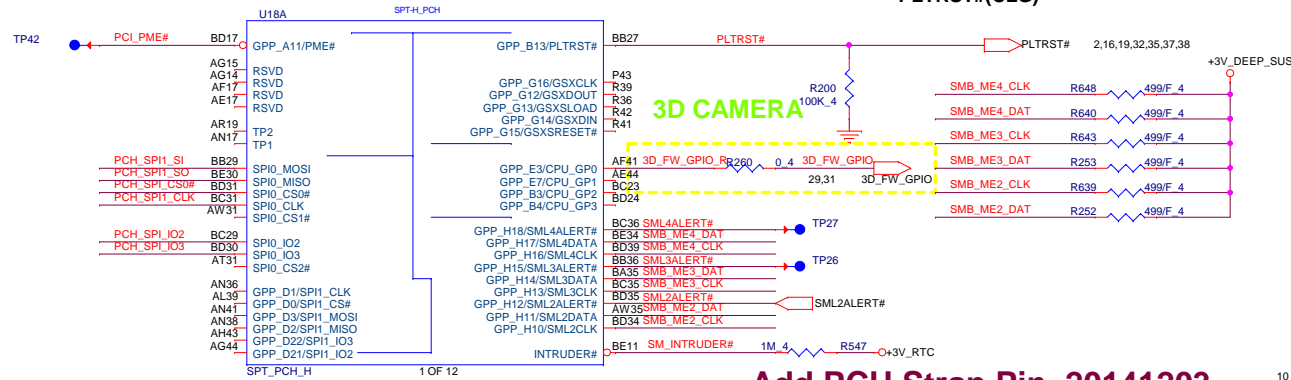 PLTRST#(CLG)
U18A
SPT-H_PCH
TP42
PCI_PME#
BD17
GPP_A11/PME#
AG15
RSVD
AG14
RSVD
AF17
RSVD
AE17
RSVD
AR19
TP2
AN17
TP1
PCH_SPI1_SI
BB29
SPI0_MOSI
PCH_SPI1_SO
BE30
SPI0_MISO
PCH_SPI_CS0#
BD31
SPI0_CS0#
PCH_SPI1_CLK
BC31
SPI0_CLK
AW31
SPI0_CS1#
PCH_SPI_IO2
BC29
SPI0_IO2
PCH_SPI_IO3
BD30
SPI0_IO3
AT31
SPI0_CS2#
AN36
GPP_D1/SPI1_CLK
AL39
GPP_D0/SPI1_CS#
AN41
GPP_D3/SPI1_MOSI
AN38
GPP_D2/SPI1_MISO
AH43
GPP_D22/SPI1_IO3
AG44
GPP_D21/SPI1_IO2
SPT_PCH_H
1 OF 12
GPP_B13/PLTRST#
BB27
PLTRST#
PLTRST#
2,16,19,32,35,37,38
GPP_G16/GSXCLK
P43
GPP_G12/GSXDOUT
R39
GPP_G13/GSXSLOAD
R36
GPP_G14/GSXDIN
R42
GPP_G15/GSXSRESET#
R41
3D CAMERA
R200
100K_4
GPP_E3/CPU_GP0
AF41
3D_FW_GPIO_R
R260
0_4
3D_FW_GPIO
29,31
3D_FW_GPIO
GPP_E7/CPU_GP1
AE44
GPP_B3/CPU_GP2
BC23
GPP_B4/CPU_GP3
BD24
GPP_H18/SML4ALERT#
BC36
SML4ALERT#
TP27
GPP_H17/SML4DATA
BE34
SMB_ME4_DAT
GPP_H16/SML4CLK
BD39
SMB_ME4_CLK
GPP_H15/SML3ALERT#
BB36
SML3ALERT#
TP26
GPP_H14/SML3DATA
BA35
SMB_ME3_DAT
GPP_H13/SML3CLK
BC35
SMB_ME3_CLK
GPP_H12/SML2ALERT#
BD35
SML2ALERT#
SML2ALERT#
GPP_H11/SML2DATA
AW35
SMB_ME2_DAT
GPP_H10/SML2CLK
BD34
SMB_ME2_CLK
INTRUDER#
BE11
SM_INTRUDER#
1M_4
R547
+3V_RTC
+3V_DEEP_SUS
SMB_ME4_CLK
R648
499/F_4
SMB_ME4_DAT
R640
499/F_4
SMB_ME3_CLK
R643
499/F_4
SMB_ME3_DAT
R253
499/F_4
SMB_ME2_CLK
R639
499/F_4
SMB_ME2_DAT
R252
499/F_4
Add PCH Strap Pin 20141203
10